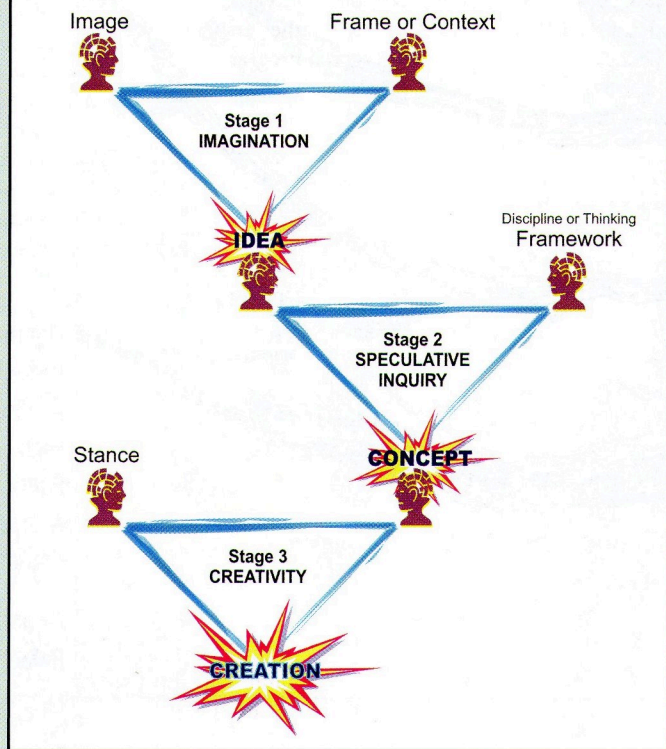 Image
Frame or Context
Stage 1
IMAGINATION
IDEA
Discipline or Thinking
Framework
Stage 2
SPECULATIVE
INQUIRY
CONCEPT
Stance
Stage 3
CREATIVITY
CREATION